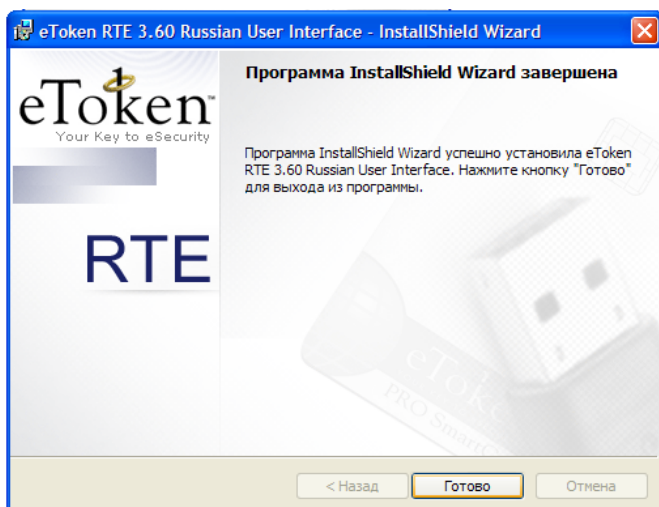 eToken RTE 3.60 Russian User Interface - InstallShield Wizard
eToken
Your Key to eSecurity
RTE
Программа InstallShield Wizard завершена
Программа InstallShield Wizard успешно установила eToken
RTE 3.60 Russian User Interface. Нажмите кнопку "Готово"
для выхода из программы.
eToken
PRO
< Назад
Готово
Отмена